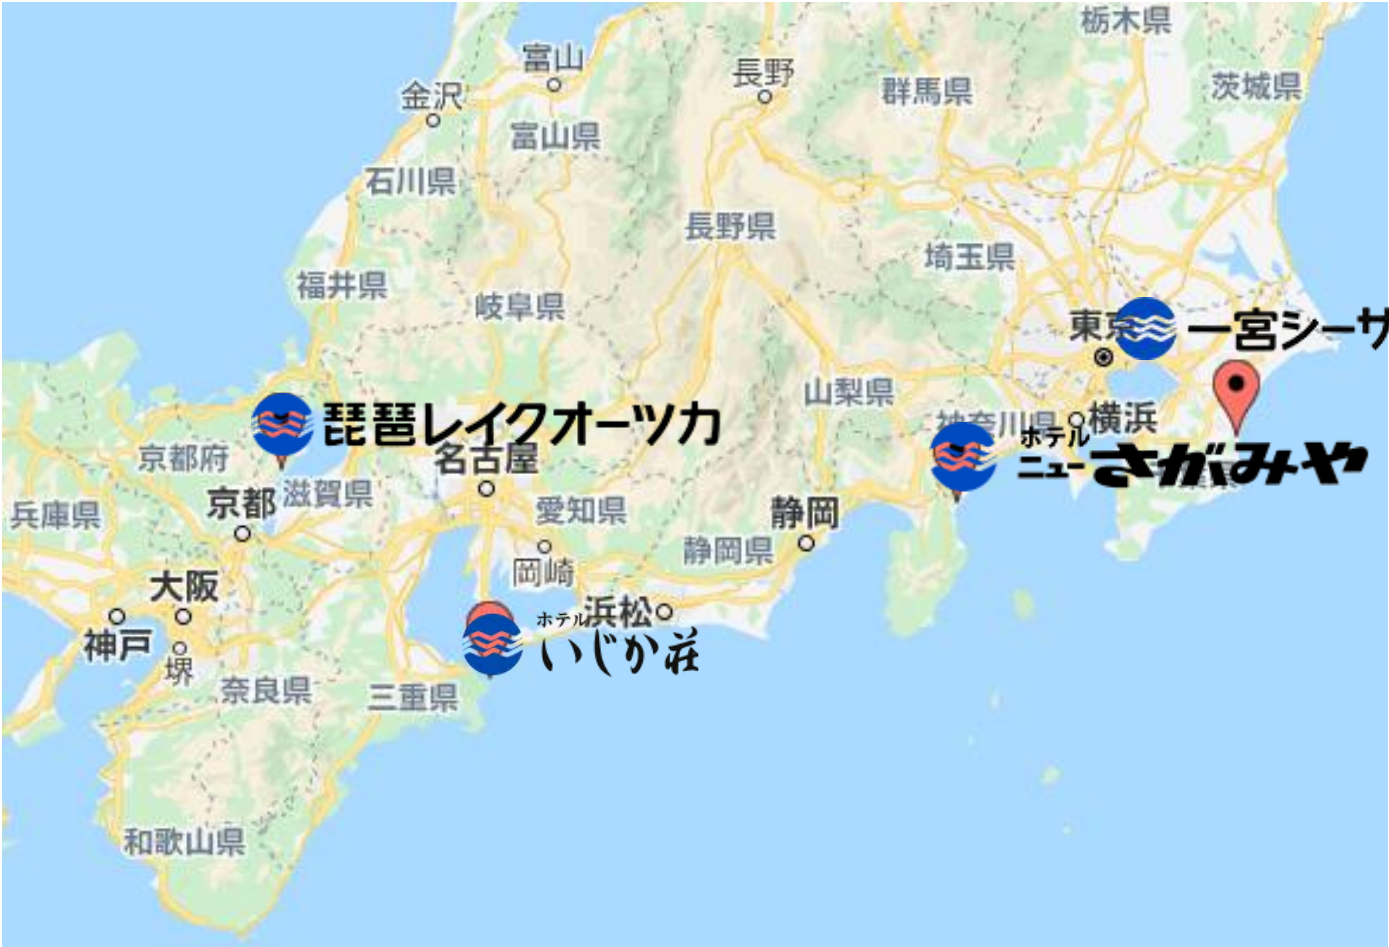 栃木県
富山
長野
群馬県
茨城県
金沢
富山県
石川県
長野県
埼玉県
福井県
岐阜県
東京
一宮シーサ
山梨県
琵琶レイクオーツカ
神奈川県
横浜
ホテル
ニューさがみや
京都府
名古屋
滋賀県
京都
兵庫県
愛知県
静岡
静岡県
岡崎
大阪
浜松
ホテル
いじか荘
神戸
堺
奈良県
三重県
和歌山県